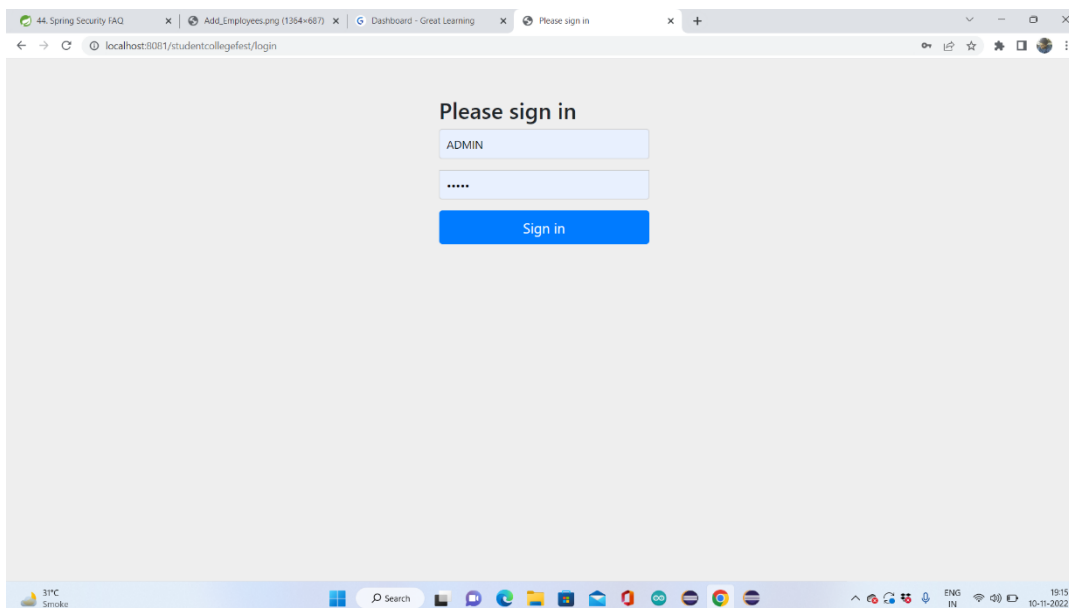 44. Spring Security FAQ
Add_Employees.png (1364×687)
G Dashboard - Great Learning
Please sign in
localhost:8081/studentcollegefest/login
Please sign in
ADMIN
•••••
Sign in
31°C
Smoke
Search
ENG
IN
19:15
10-11-2022